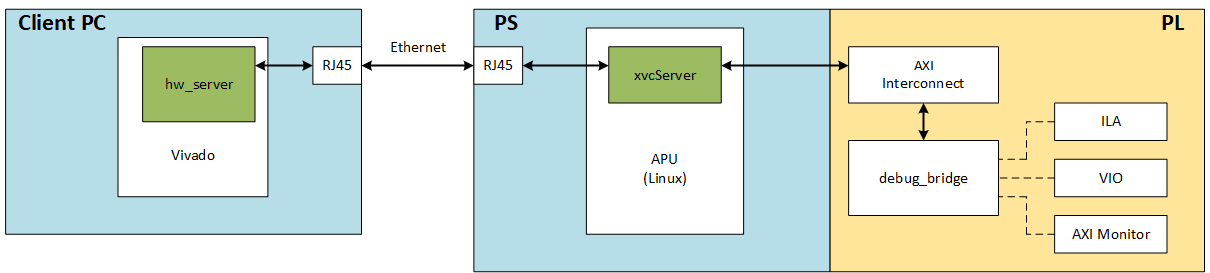 Client PC
hw_server
Vivado
RJ45
Ethernet
PS
RJ45
xvcServer
APU
(Linux)
PL
AXI
Interconnect
debug_bridge
ILA
VIO
AXI Monitor